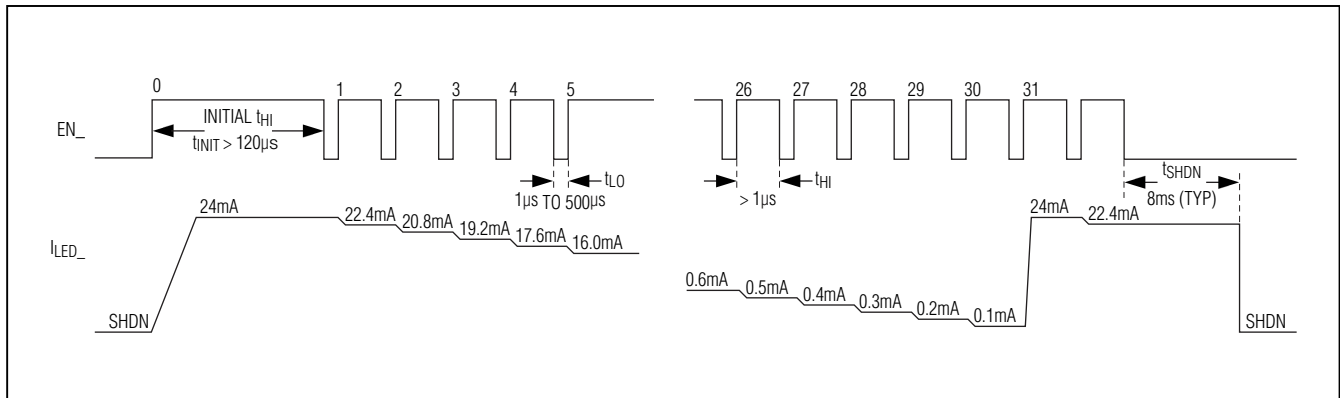 0 1 2 3 4 5 26 27 28 29 30 31
EN_
INITIAL tHI
tINIT > 120µs
tLO
1µs TO 500µs
tHI
> 1µs
tSHDN
8ms (TYP)
ILED_
SHDN
24mA
22.4mA
20.8mA
19.2mA
17.6mA
16.0mA
0.6mA
0.5mA
0.4mA
0.3mA
0.2mA
0.1mA
24mA
22.4mA
SHDN